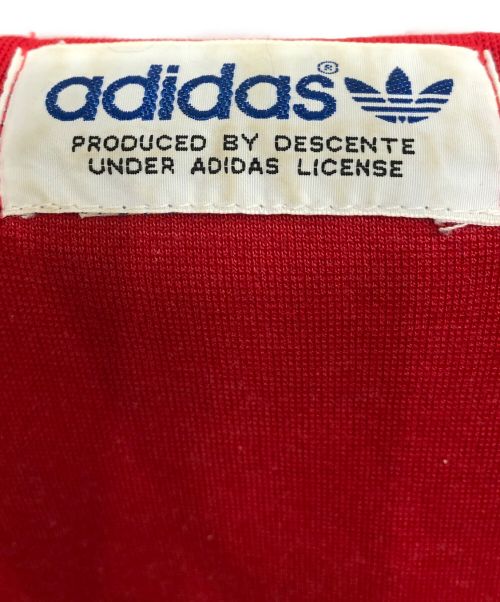 adidas®
PRODUCED BY DESCENTE
UNDER ADIDAS LICENSE